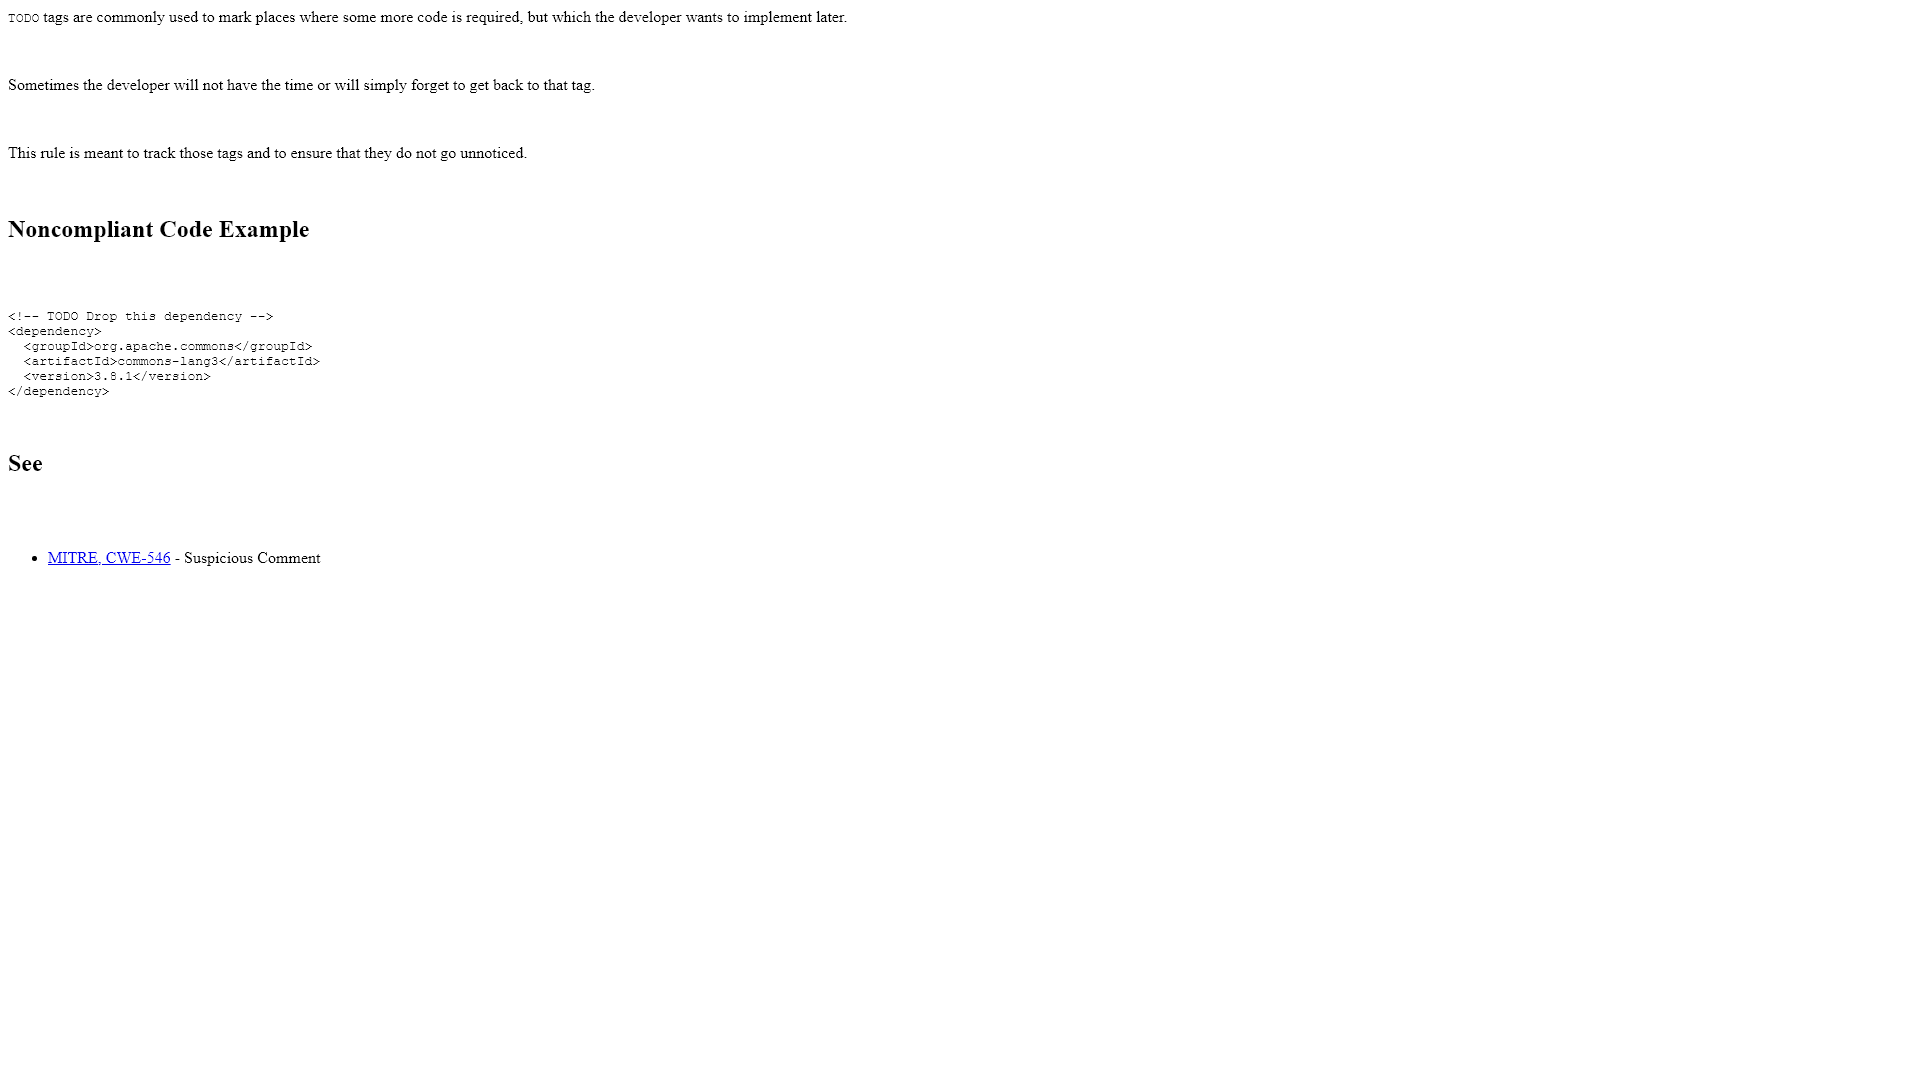 TODO tags are commonly used to mark places where some more code is required, but which the developer wants to implement later.
Sometimes the developer will not have the time or will simply forget to get back to that tag.
This rule is meant to track those tags and to ensure that they do not go unnoticed.
Noncompliant Code Example
<!-- TODO Drop this dependency -->
<dependency>
  <groupId>org.apache.commons</groupId>
  <artifactId>commons-lang3</artifactId>
  <version>3.8.1</version>
</dependency>
See
• MITRE, CWE-546 - Suspicious Comment